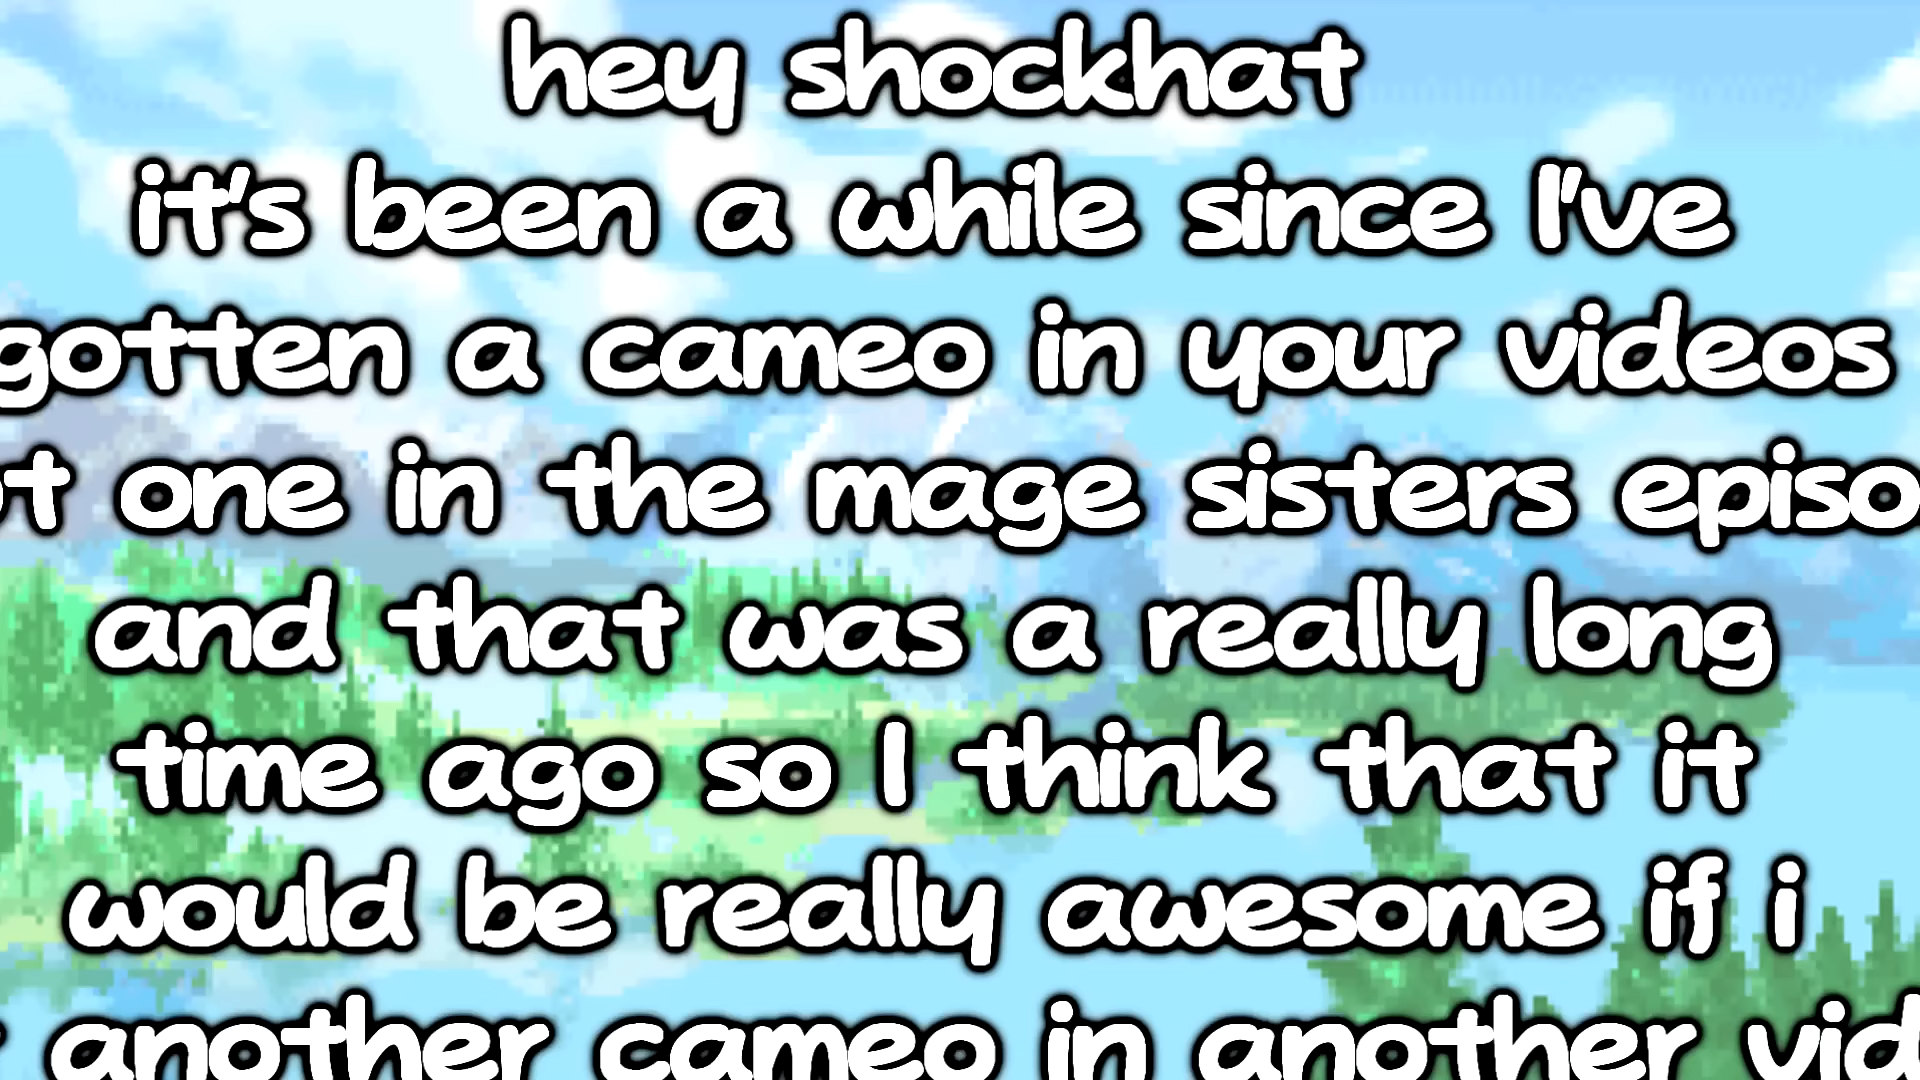 hey shockhat
it's been a while since I've
gotten a cameo in your videos
one in the mage sisters
and that was a really long
time ago so I think that it
would be really awesome if i
another cameo in another